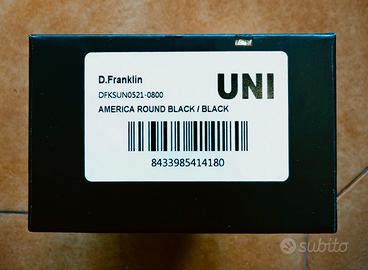 D.Franklin
UNI
DFKSUN0521-0800
AMERICA ROUND BLACK / BLACK
8433985414180
subito